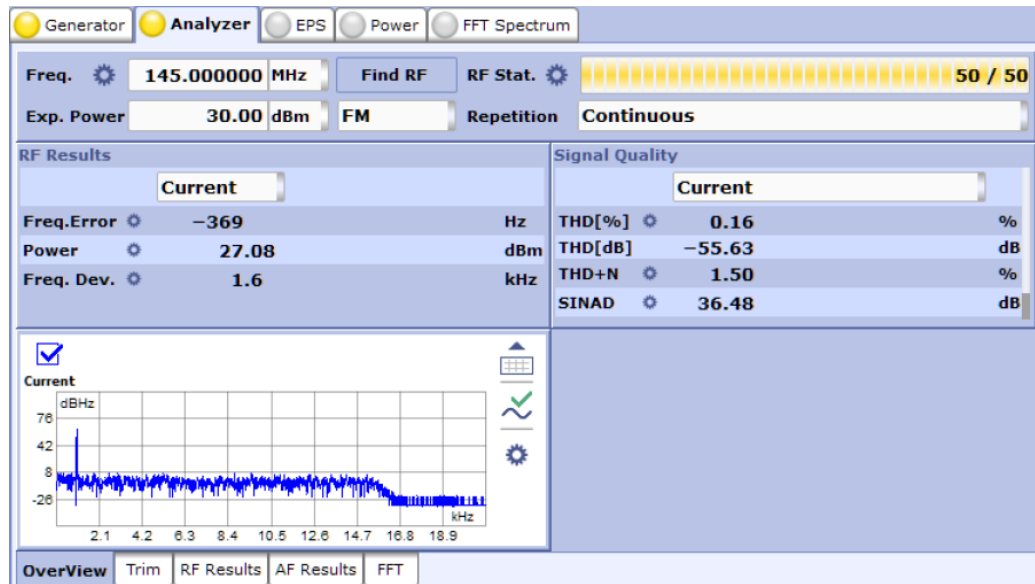 Generator Analyzer EPS Power FFT Spectrum
Freq. 145.000000 MHz Find RF RF Stat. 50 / 50
Exp. Power 30.00 dBm FM Repetition Continuous
RF Results
Current
Freq.Error −369 Hz
Power 27.08 dBm
Freq. Dev. 1.6 kHz
Signal Quality
Current
THD[%] 0.16 %
THD[dB] −55.63 dB
THD+N 1.50 %
SINAD 36.48 dB
Current
dBHz
76
42
8
-26
kHz
2.1 4.2 6.3 8.4 10.5 12.6 14.7 16.8 18.9
OverView Trim RF Results AF Results FFT